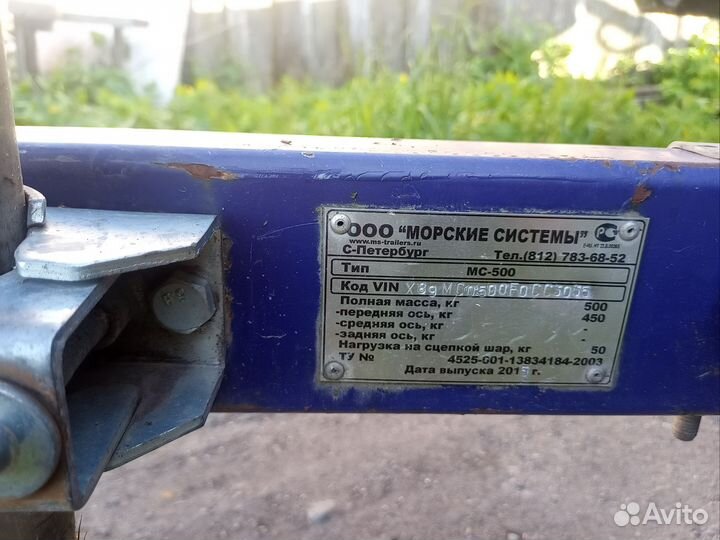 ООО "МОРСКИЕ СИСТЕМЫ"
www.ms-trailers.ru
С-Петербург Тел.(812) 783-68-52
Тип МС-500
Код VIN
Полная масса, кг 500
-передняя ось, кг 450
-средняя ось, кг -
-задняя ось, кг -
Нагрузка на сцепной шар, кг 50
ТУ № 4525-001-13834184-2003
Дата выпуска г.
Avito